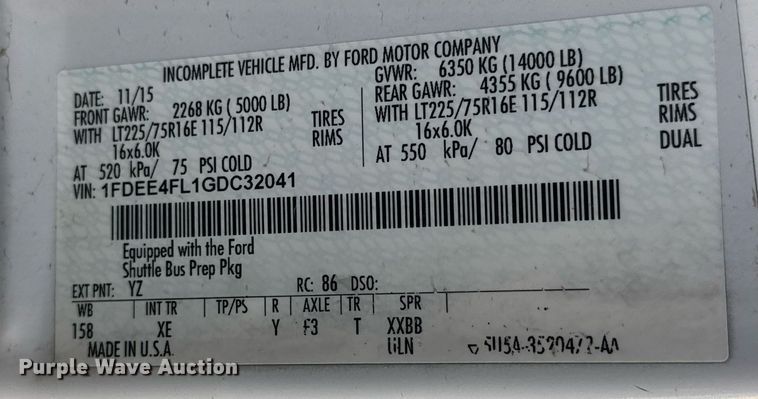 INCOMPLETE VEHICLE MFD. BY FORD MOTOR COMPANY
DATE: 11/15 GVWR: 6350 KG (14000 LB)
FRONT GAWR: 2268 KG ( 5000 LB) REAR GAWR: 4355 KG ( 9600 LB)
WITH LT225/75R16E 115/112R TIRES WITH LT225/75R16E 115/112R TIRES
16x6.0K RIMS 16x6.0K RIMS
AT 520 kPa/ 75 PSI COLD AT 550 kPa/ 80 PSI COLD DUAL
VIN: 1FDEE4FL1GDC32041
Equipped with the Ford
Shuttle Bus Prep Pkg
EXT PNT: YZ RC: 86 DSO:
WB INT TR TP/PS R AXLE TR SPR
158 XE Y F3 T XXBB
MADE IN U.S.A. UHLN
Purple Wave Auction